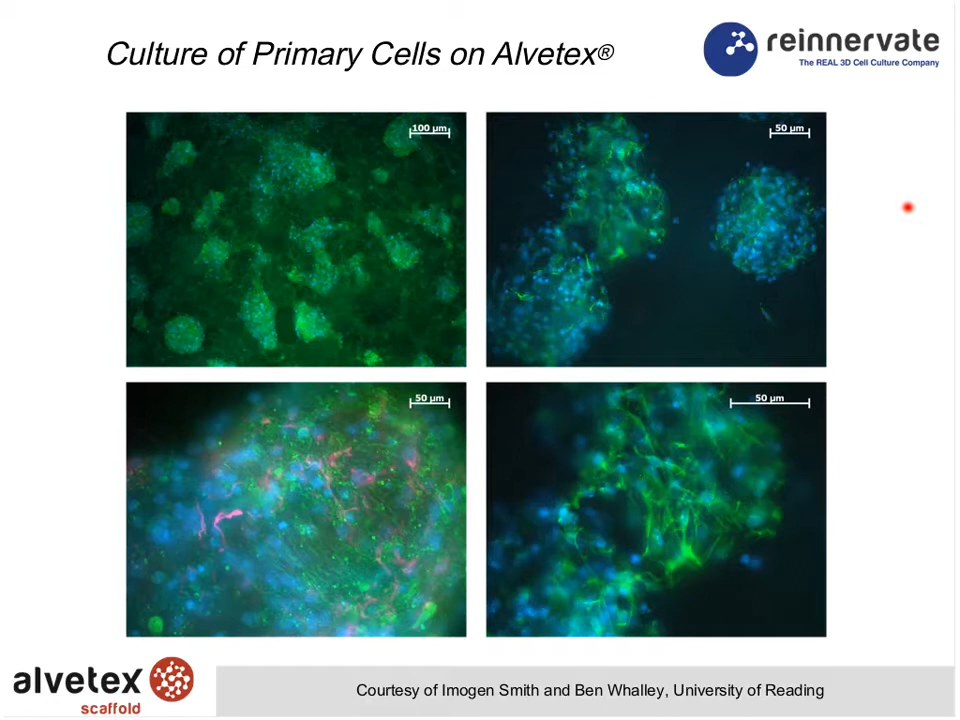 Culture of Primary Cells on Alvetex®
reinnervate
The REAL 3D Cell Culture Company
100 µm
50 µm
50 µm
50 µm
alvetex
scaffold
Courtesy of Imogen Smith and Ben Whalley, University of Reading